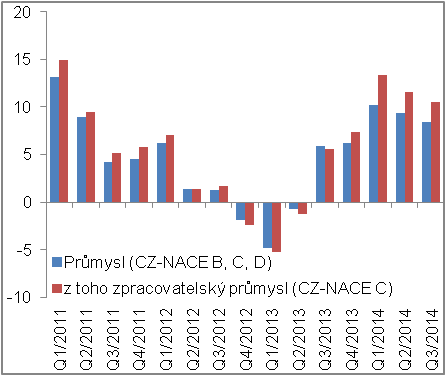 20
15
10
5
0
-5
-10
Průmysl (CZ-NACE B, C, D)
z toho zpracovatelský průmysl (CZ-NACE C)
Q1/2011
Q2/2011
Q3/2011
Q4/2011
Q1/2012
Q2/2012
Q3/2012
Q4/2012
Q1/2013
Q2/2013
Q3/2013
Q4/2013
Q1/2014
Q2/2014
Q3/2014